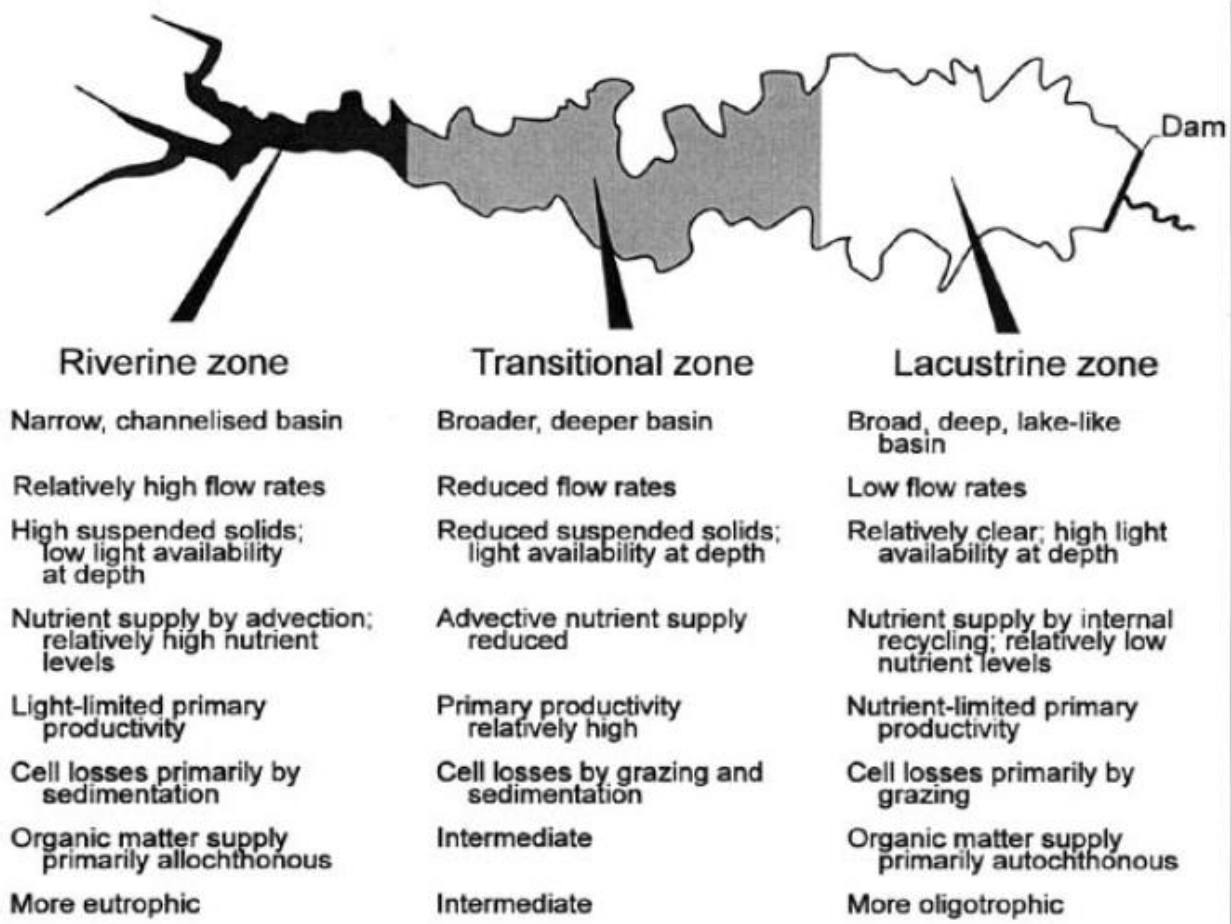 Dam
Riverine zone
Narrow, channelised basin
Relatively high flow rates
High suspended solids;
low light availability
at depth
Nutrient supply by advection;
relatively high nutrient
levels
Light-limited primary
productivity
Cell losses primarily by
sedimentation
Organic matter supply
primarily allochthonous
More eutrophic
Transitional zone
Broader, deeper basin
Reduced flow rates
Reduced suspended solids;
light availability at depth
Advective nutrient supply
reduced
Primary productivity
relatively high
Cell losses by grazing and
sedimentation
Intermediate
Intermediate
Lacustrine zone
Broad, deep, lake-like
basin
Low flow rates
Relatively clear; high light
availability at depth
Nutrient supply by internal
recycling; relatively low
nutrient levels
Nutrient-limited primary
productivity
Cell losses primarily by
grazing
Organic matter supply
primarily autochthonous
More oligotrophic